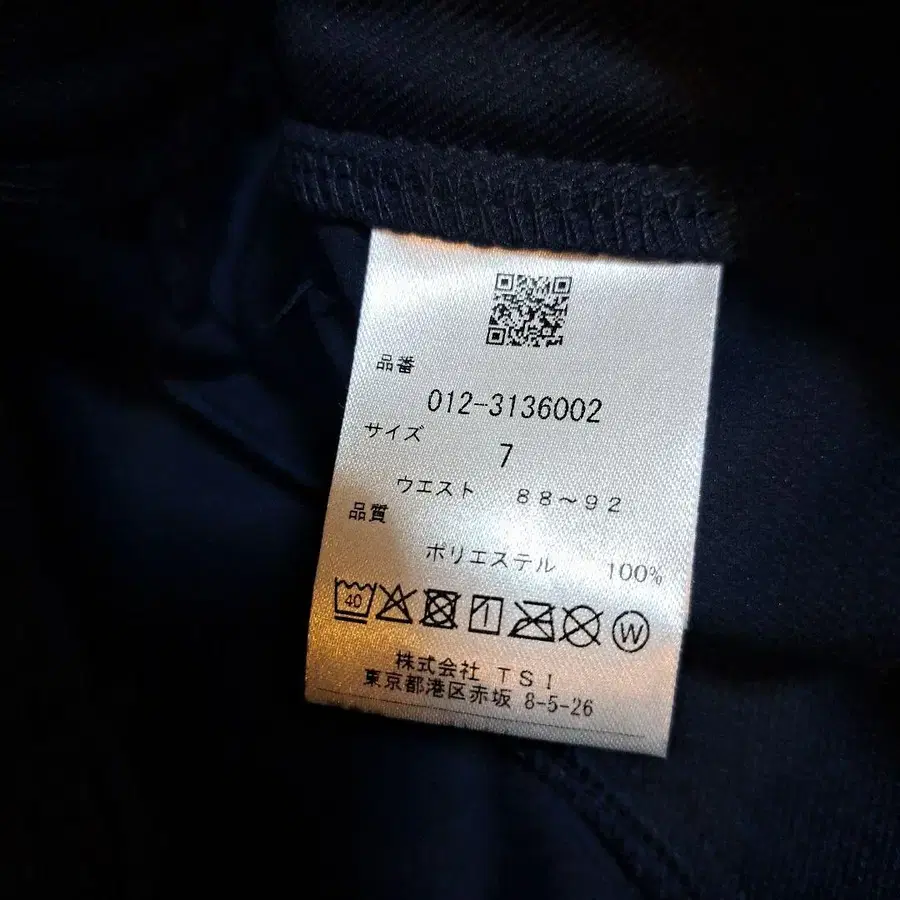 品番
012-3136002
サイズ
7
ウエスト 88～92
品質
ポリエステル 100%
40
W
株式会社 TSI
東京都港区赤坂 8-5-26